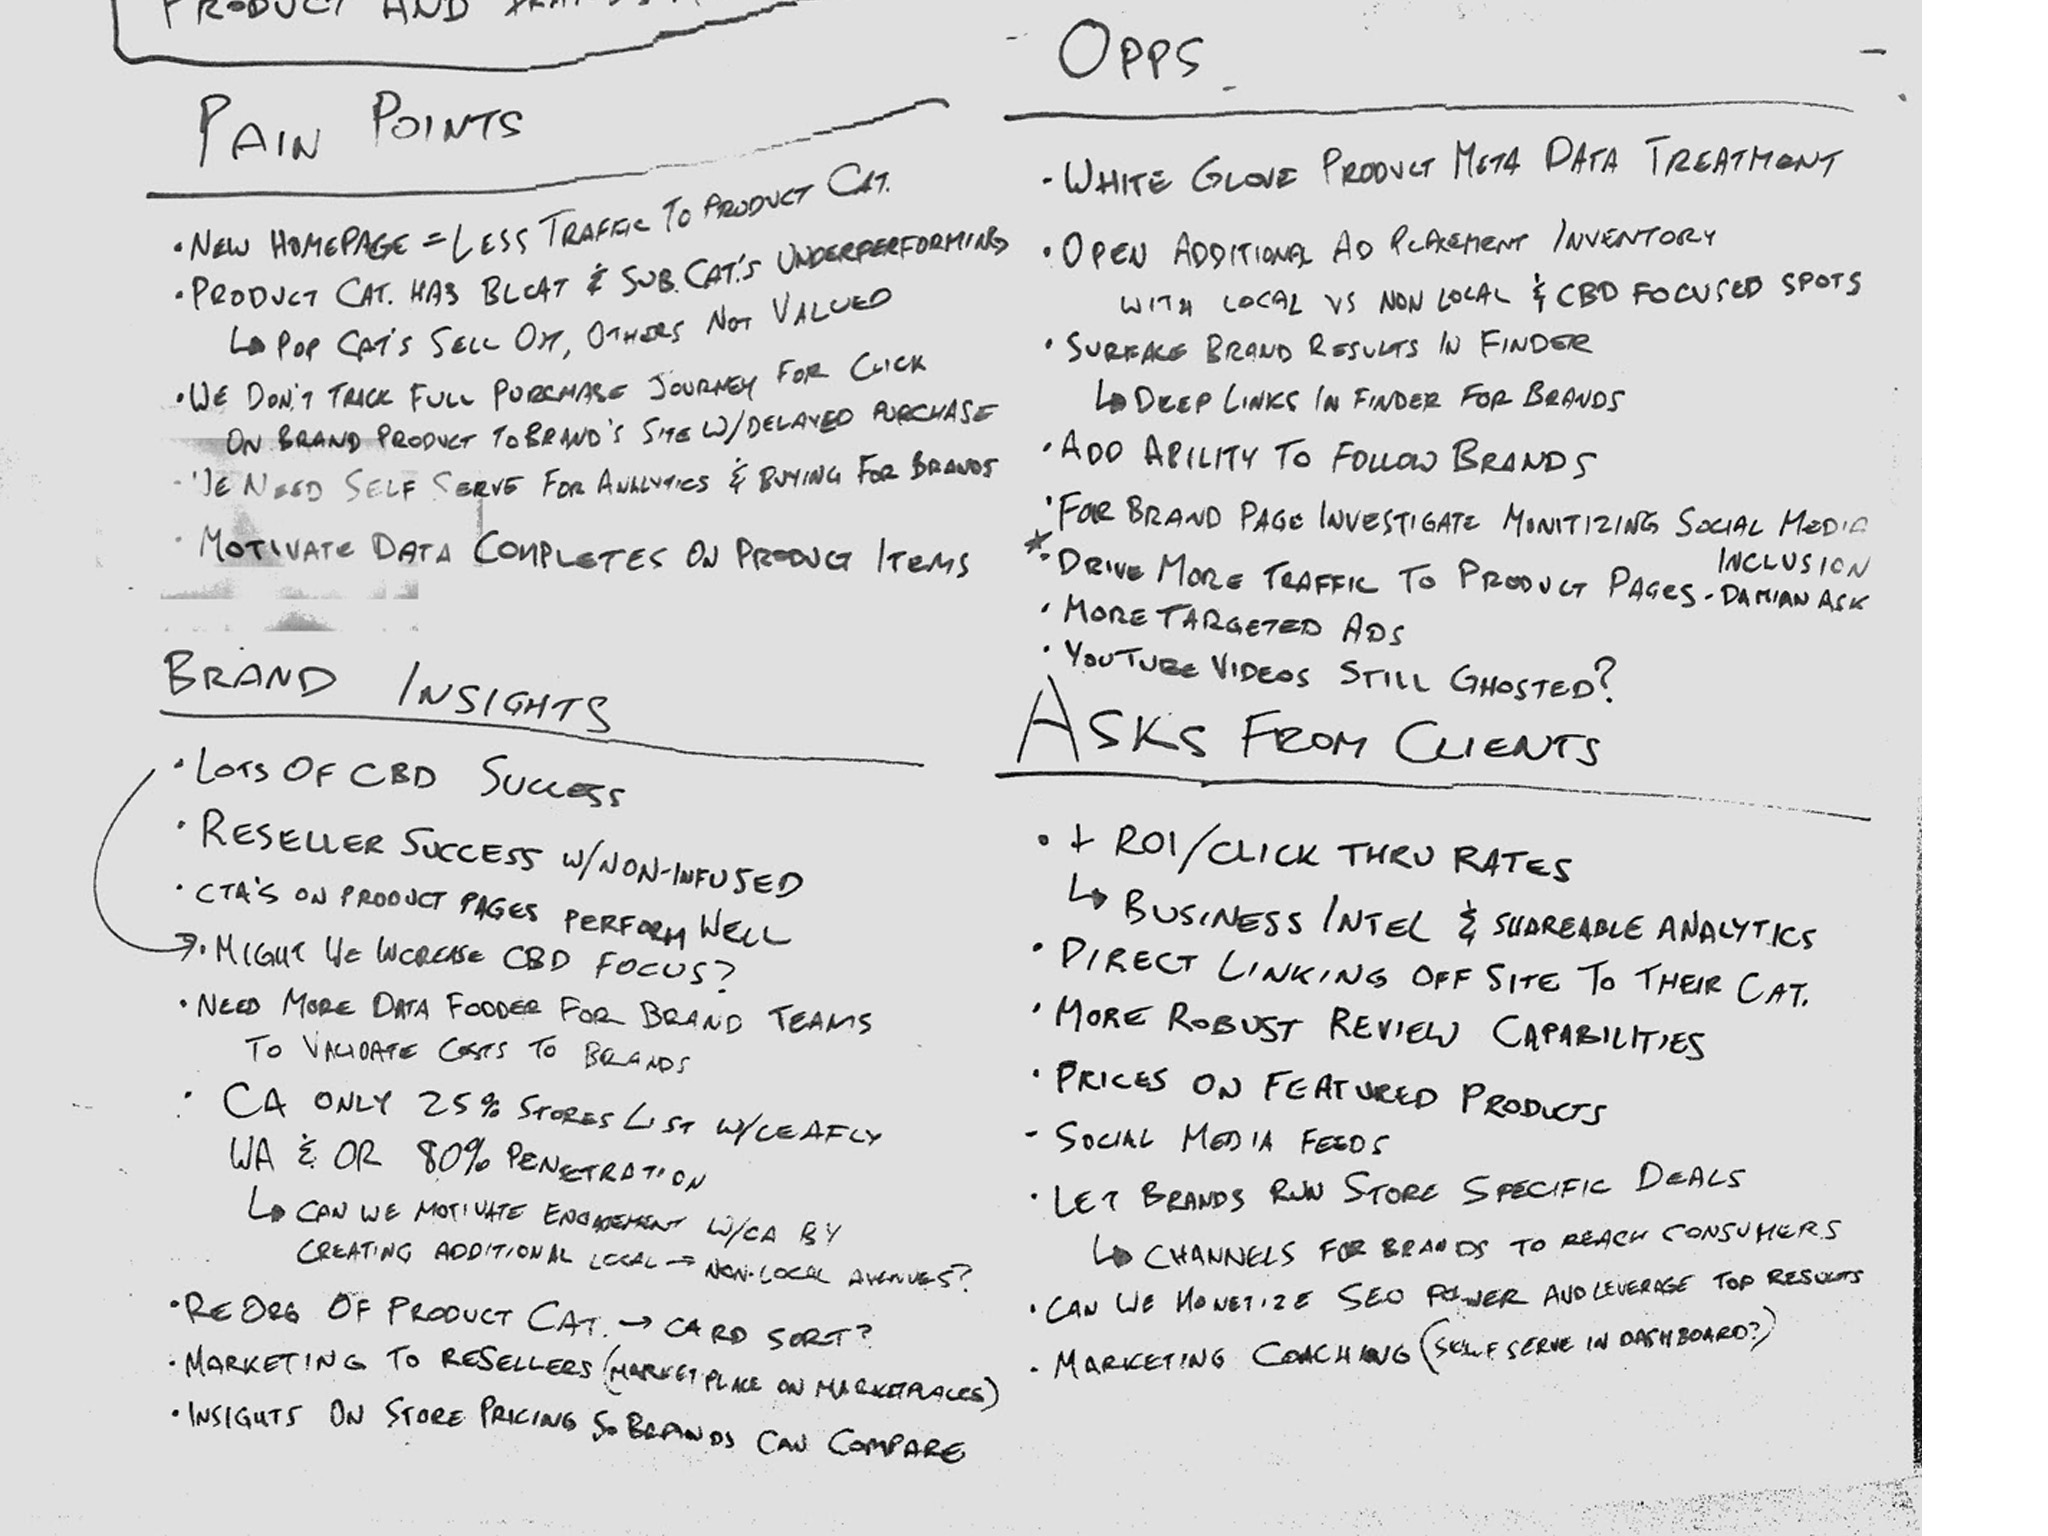 PRODUCT AND
PAIN POINTS
• NEW HOMEPAGE = LESS TRAFFIC TO PRODUCT CAT.
• PRODUCT CAT. HAS BLOAT & SUB. CAT.'S UNDERPERFORMING
↳ POP CAT'S SELL OUT, OTHERS NOT VALUED
• WE DON'T TRACK FULL PURCHASE JOURNEY FOR CLICK
ON BRAND PRODUCT TO BRAND'S SITE W/DELAYED PURCHASE
• WE NEED SELF SERVE FOR ANALYTICS & BUYING FOR BRANDS
• MOTIVATE DATA COMPLETES ON PRODUCT ITEMS
BRAND INSIGHTS
• LOTS OF CBD SUCCESS
• RESELLER SUCCESS W/NON-INFUSED
• CTA'S ON PRODUCT PAGES PERFORM WELL
→• MIGHT WE INCREASE CBD FOCUS?
• NEED MORE DATA FODDER FOR BRAND TEAMS
TO VALIDATE COSTS TO BRANDS
• CA ONLY 25% STORES LIST W/LEAFLY
WA & OR 80% PENETRATION
↳ CAN WE MOTIVATE ENGAGEMENT W/CA BY
CREATING ADDITIONAL LOCAL → NON-LOCAL AVENUES?
• RE ORG OF PRODUCT CAT. → CARD SORT?
• MARKETING TO RESELLERS (MARKETPLACE ON MARKETPLACES)
• INSIGHTS ON STORE PRICING SO BRANDS CAN COMPARE
OPPS
• WHITE GLOVE PRODUCT META DATA TREATMENT
• OPEN ADDITIONAL AD PLACEMENT INVENTORY
WITH LOCAL VS NON LOCAL & CBD FOCUSED SPOTS
• SURFACE BRAND RESULTS IN FINDER
↳ DEEP LINKS IN FINDER FOR BRANDS
• ADD ABILITY TO FOLLOW BRANDS
• FOR BRAND PAGE INVESTIGATE MONITIZING SOCIAL MEDIA
INCLUSION
*• DRIVE MORE TRAFFIC TO PRODUCT PAGES - DAMIAN ASK
• MORE TARGETED ADS
• YOUTUBE VIDEOS STILL GHOSTED?
ASKS FROM CLIENTS
• + ROI/CLICK THRU RATES
↳ BUSINESS INTEL & SHAREABLE ANALYTICS
• DIRECT LINKING OFF SITE TO THEIR CAT.
• MORE ROBUST REVIEW CAPABILITIES
• PRICES ON FEATURED PRODUCTS
- SOCIAL MEDIA FEEDS
• LET BRANDS RUN STORE SPECIFIC DEALS
↳ CHANNELS FOR BRANDS TO REACH CONSUMERS
• CAN WE MONETIZE SEO POWER AND LEVERAGE TOP RESULTS
• MARKETING COACHING (SELF SERVE IN DASHBOARD?)